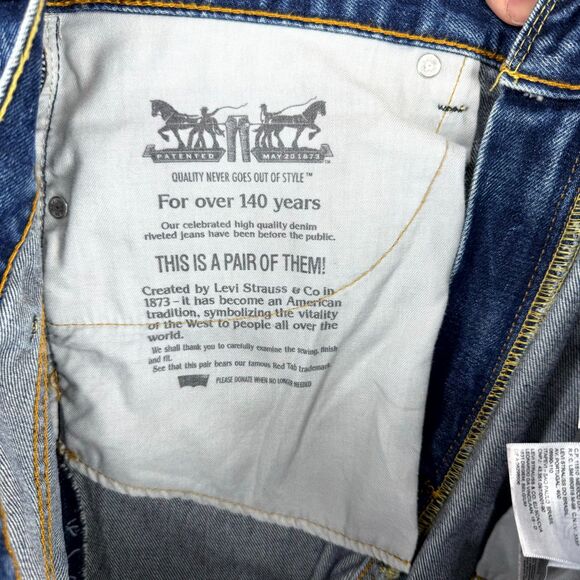 PATENTED MAY 20 1873
QUALITY NEVER GOES OUT OF STYLE™
For over 140 years
Our celebrated high quality denim
riveted jeans have been before the public.
THIS IS A PAIR OF THEM!
Created by Levi Strauss & Co in
1873 – it has become an American
tradition, symbolizing the vitality
of the West to people all over the
world.
We shall thank you to carefully examine the sewing, finish
and fit.
See that this pair bears our famous Red Tab trademark.
PLEASE DONATE WHEN NO LONGER NEEDED
LEVI STRAUSS DO BRASIL